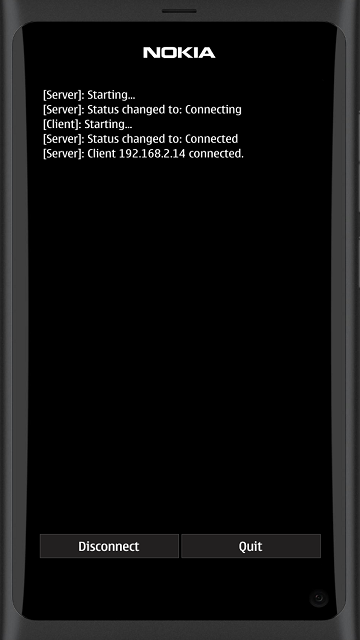 NOKIA
[Server]: Starting...
[Server]: Status changed to: Connecting
[Client]: Starting...
[Server]: Status changed to: Connected
[Server]: Client 192.168.2.14 connected.
Disconnect Quit